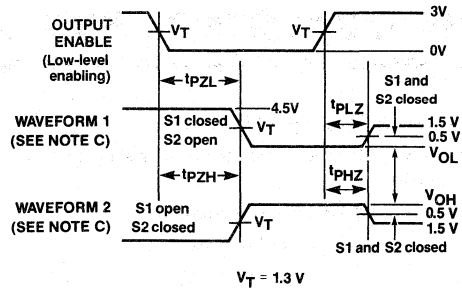 OUTPUT
ENABLE
(Low-level
enabling)
VT
VT
3V
0V
tPZL
S1 and
S2 closed
4.5V
tPLZ
WAVEFORM 1
(SEE NOTE C)
S1 closed
S2 open
VT
1.5 V
0.5 V
VOL
tPZH
tPHZ
WAVEFORM 2
(SEE NOTE C)
S1 open
S2 closed
VT
VOH
0.5 V
1.5 V
S1 and S2 closed
VT = 1.3 V